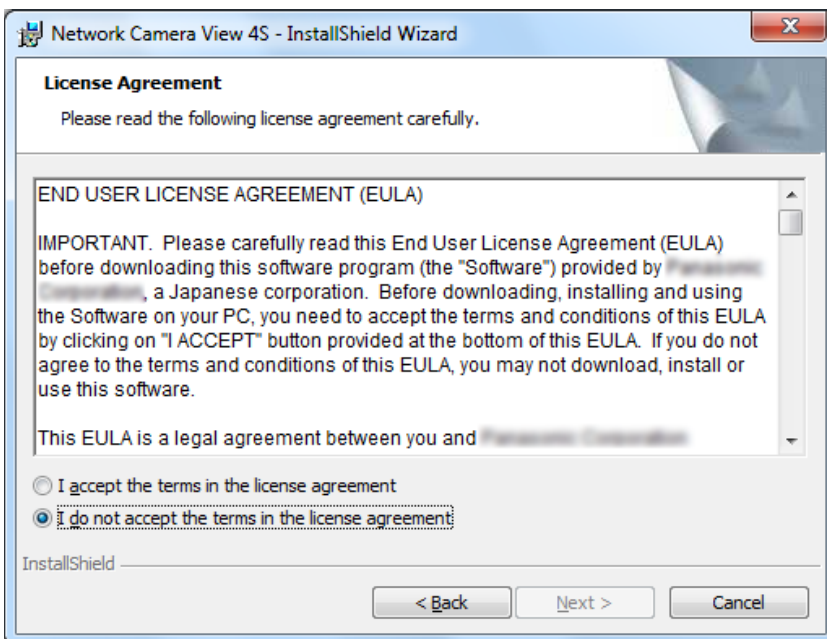 Network Camera View 4S - InstallShield Wizard
License Agreement
Please read the following license agreement carefully.
END USER LICENSE AGREEMENT (EULA)
IMPORTANT.  Please carefully read this End User License Agreement (EULA)
before downloading this software program (the "Software") provided by
, a Japanese corporation.  Before downloading, installing and using
the Software on your PC, you need to accept the terms and conditions of this EULA
by clicking on "I ACCEPT" button provided at the bottom of this EULA.  If you do not
agree to the terms and conditions of this EULA, you may not download, install or
use this software.
This EULA is a legal agreement between you and
I accept the terms in the license agreement
I do not accept the terms in the license agreement
InstallShield
< Back
Next >
Cancel